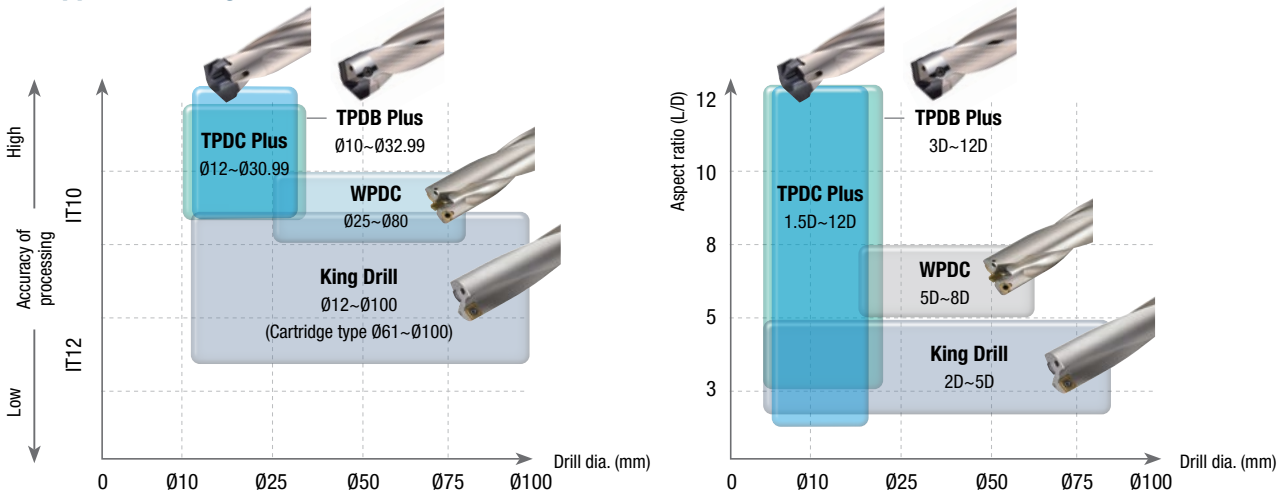 High
Accuracy of
processing
Low
IT10
IT12
TPDC Plus
Ø12~Ø30.99
TPDB Plus
Ø10~Ø32.99
WPDC
Ø25~Ø80
King Drill
Ø12~Ø100
(Cartridge type Ø61~Ø100)
0 Ø10 Ø25 Ø50 Ø75 Ø100
Drill dia. (mm)
Aspect ratio (L/D)
12
10
8
5
3
TPDB Plus
3D~12D
TPDC Plus
1.5D~12D
WPDC
5D~8D
King Drill
2D~5D
0 Ø10 Ø25 Ø50 Ø75 Ø100
Drill dia. (mm)